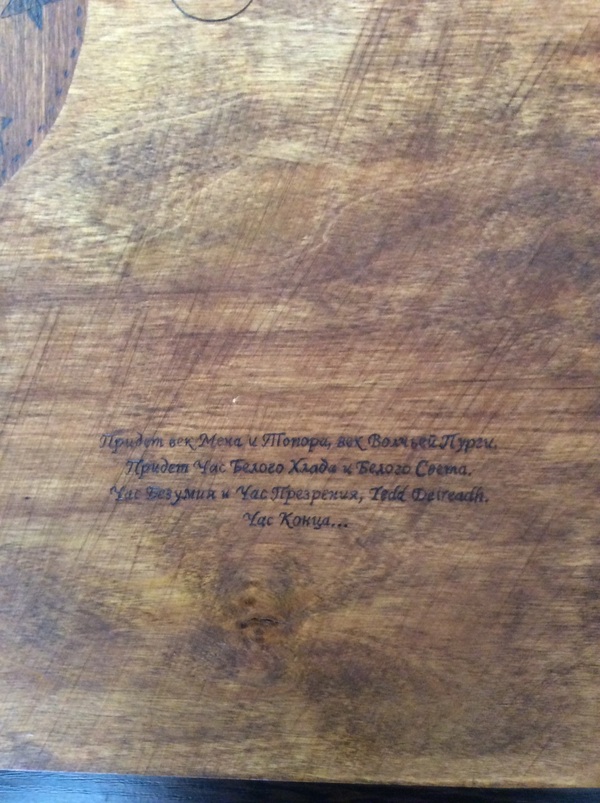 Придет век Меча и Топора, век Волчьей Пурги.
Придет Час Белого Хлада и Белого Света.
Час Безумия и Час Презрения, Tedd Deireadh.
Час Конца...